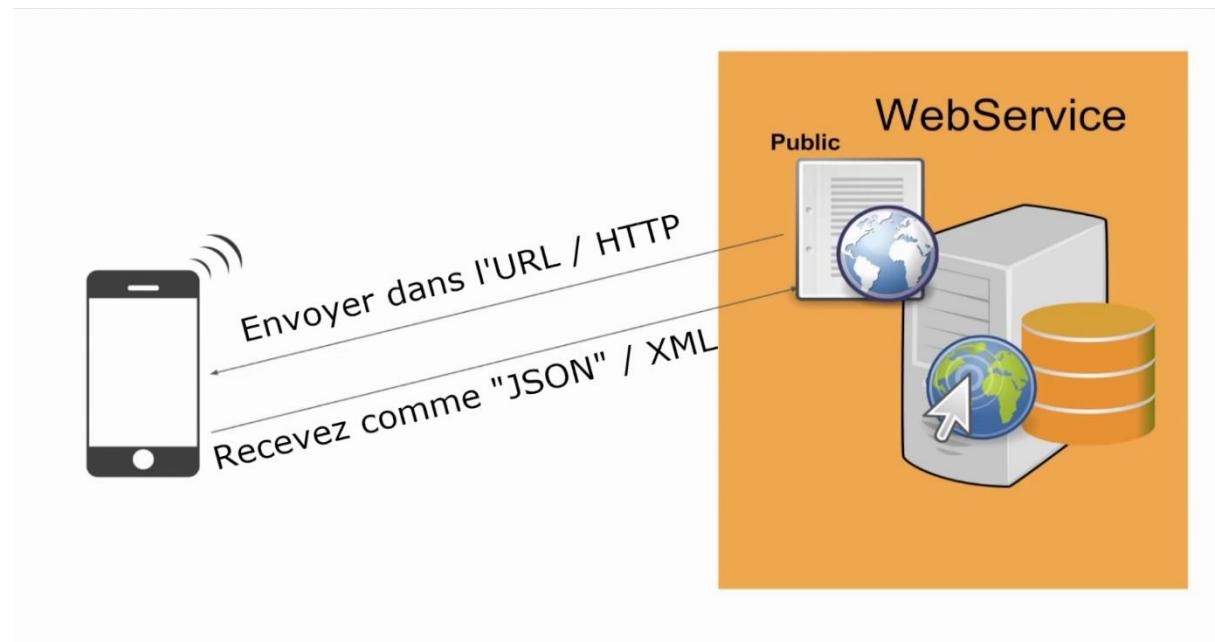 WebService
Public
Envoyer dans l'URL / HTTP
Recevez comme "JSON" / XML